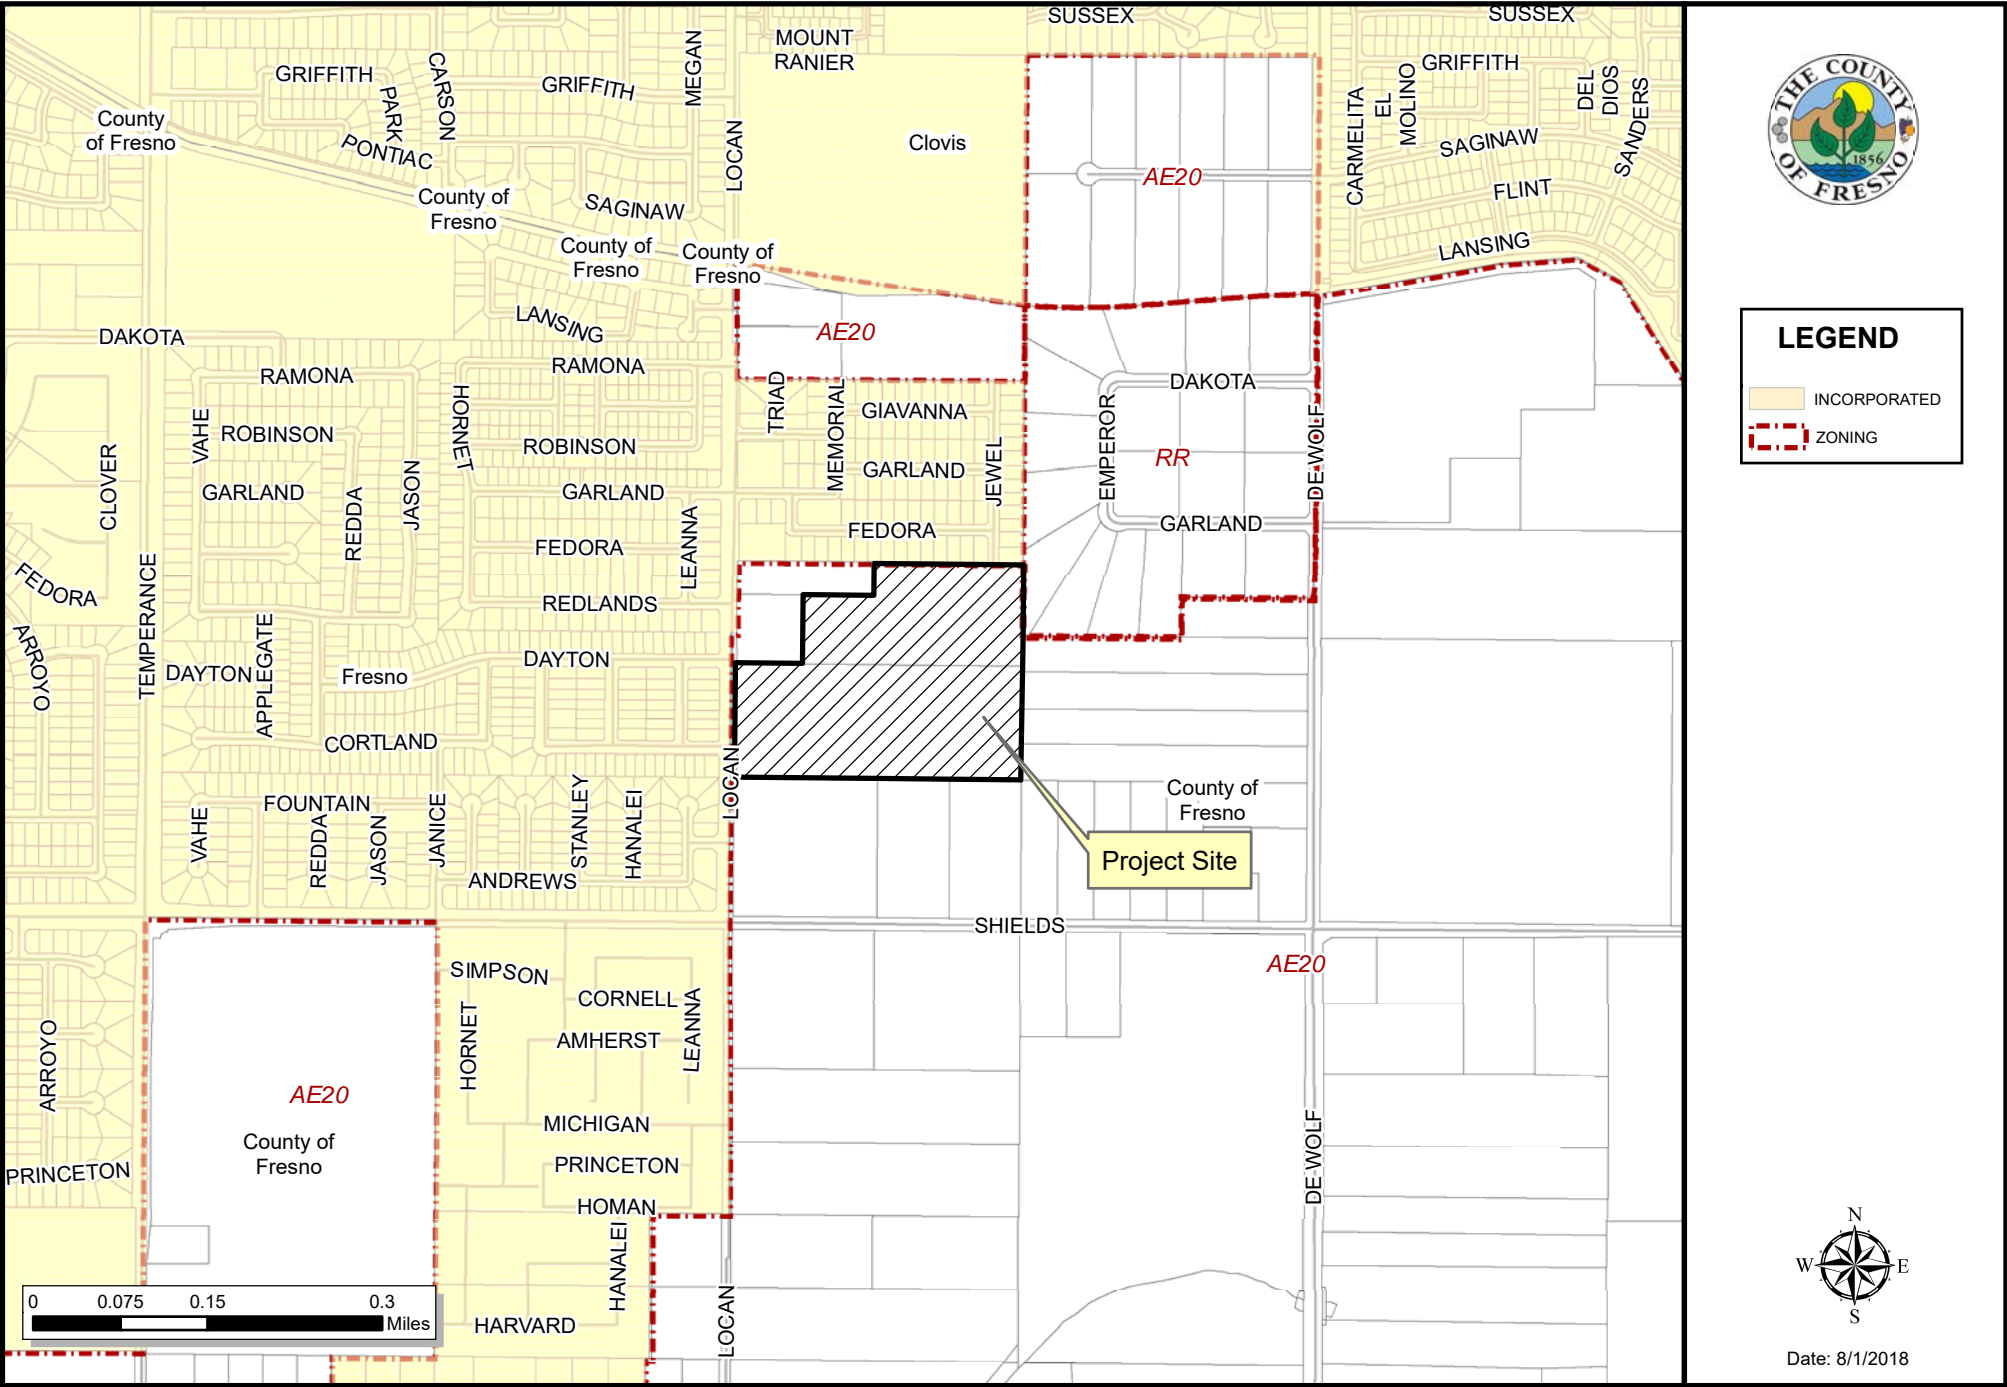 SUSSEX
SUSSEX
MOUNT
RANIER
GRIFFITH
PARK
CARSON
GRIFFITH
MEGAN
GRIFFITH
EL
MOLINO
DEL
DIOS
SANDERS
CARMELITA
County
of Fresno
PONTIAC
LOCAN
Clovis
SAGINAW
AE20
FLINT
County of
Fresno
SAGINAW
County of
Fresno
County of
Fresno
LANSING
LANSING
DAKOTA
AE20
RAMONA
RAMONA
DAKOTA
HORNET
TRIAD
MEMORIAL
GIAVANNA
EMPEROR
DE WOLF
VAHE
ROBINSON
ROBINSON
JEWEL
RR
CLOVER
GARLAND
REDDA
JASON
GARLAND
GARLAND
GARLAND
FEDORA
LEANNA
FEDORA
FEDORA
TEMPERANCE
REDLANDS
ARROYO
APPLEGATE
DAYTON
Fresno
DAYTON
CORTLAND
LOCAN
County of
Fresno
FOUNTAIN
VAHE
REDDA
JASON
JANICE
STANLEY
HANALEI
ANDREWS
Project Site
SHIELDS
AE20
SIMPSON
CORNELL
HORNET
AMHERST
LEANNA
ARROYO
AE20
County of
Fresno
MICHIGAN
PRINCETON
PRINCETON
DE WOLF
HOMAN
HANALEI
LOCAN
HARVARD
0 0.075 0.15 0.3
Miles
THE COUNTY
OF FRESNO
1856
LEGEND
INCORPORATED
ZONING
N
W E
S
Date: 8/1/2018